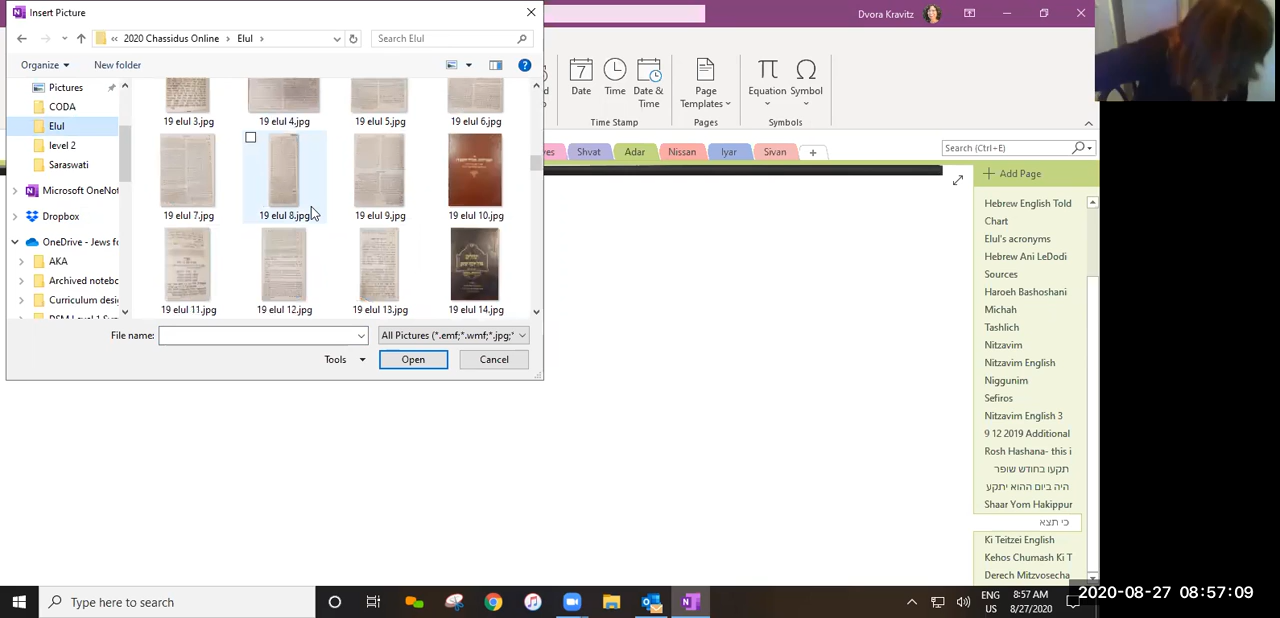 Insert Picture
Dvora Kravitz
« 2020 Chassidus Online > Elul >
Search Elul
Organize
New folder
Pictures
CODA
Elul
level 2
Saraswati
Microsoft OneNot
Dropbox
OneDrive - Jews fo
AKA
Archived noteb
Curriculum desi
19 elul 3.jpg
19 elul 4.jpg
19 elul 5.jpg
19 elul 6.jpg
19 elul 7.jpg
19 elul 8.jpg
19 elul 9.jpg
19 elul 10.jpg
19 elul 11.jpg
19 elul 12.jpg
19 elul 13.jpg
19 elul 14.jpg
File name:
All Pictures (*.emf;*.wmf;*.jpg;*
Tools
Open
Cancel
7
Date
Time
Date &
Time
Page
Templates
π
Equation
Ω
Symbol
Time Stamp
Pages
Symbols
Shvat
Adar
Nissan
Iyar
Sivan
+
Search (Ctrl+E)
Add Page
Hebrew English Told
Chart
Elul's acronyms
Hebrew Ani LeDodi
Sources
Haroeh Bashoshani
Michah
Tashlich
Nitzavim
Nitzavim English
Niggunim
Sefiros
Nitzavim English 3
9 12 2019 Additional
Rosh Hashana- this i
תקעו בחודש שופר
היה ביום ההוא יתקע
Shaar Yom Hakippur
כי תצא
Ki Teitzei English
Kehos Chumash Ki T
Derech Mitzvosecha
Type here to search
ENG
US
8:57 AM
8/27/2020
2020-08-27 08:57:09